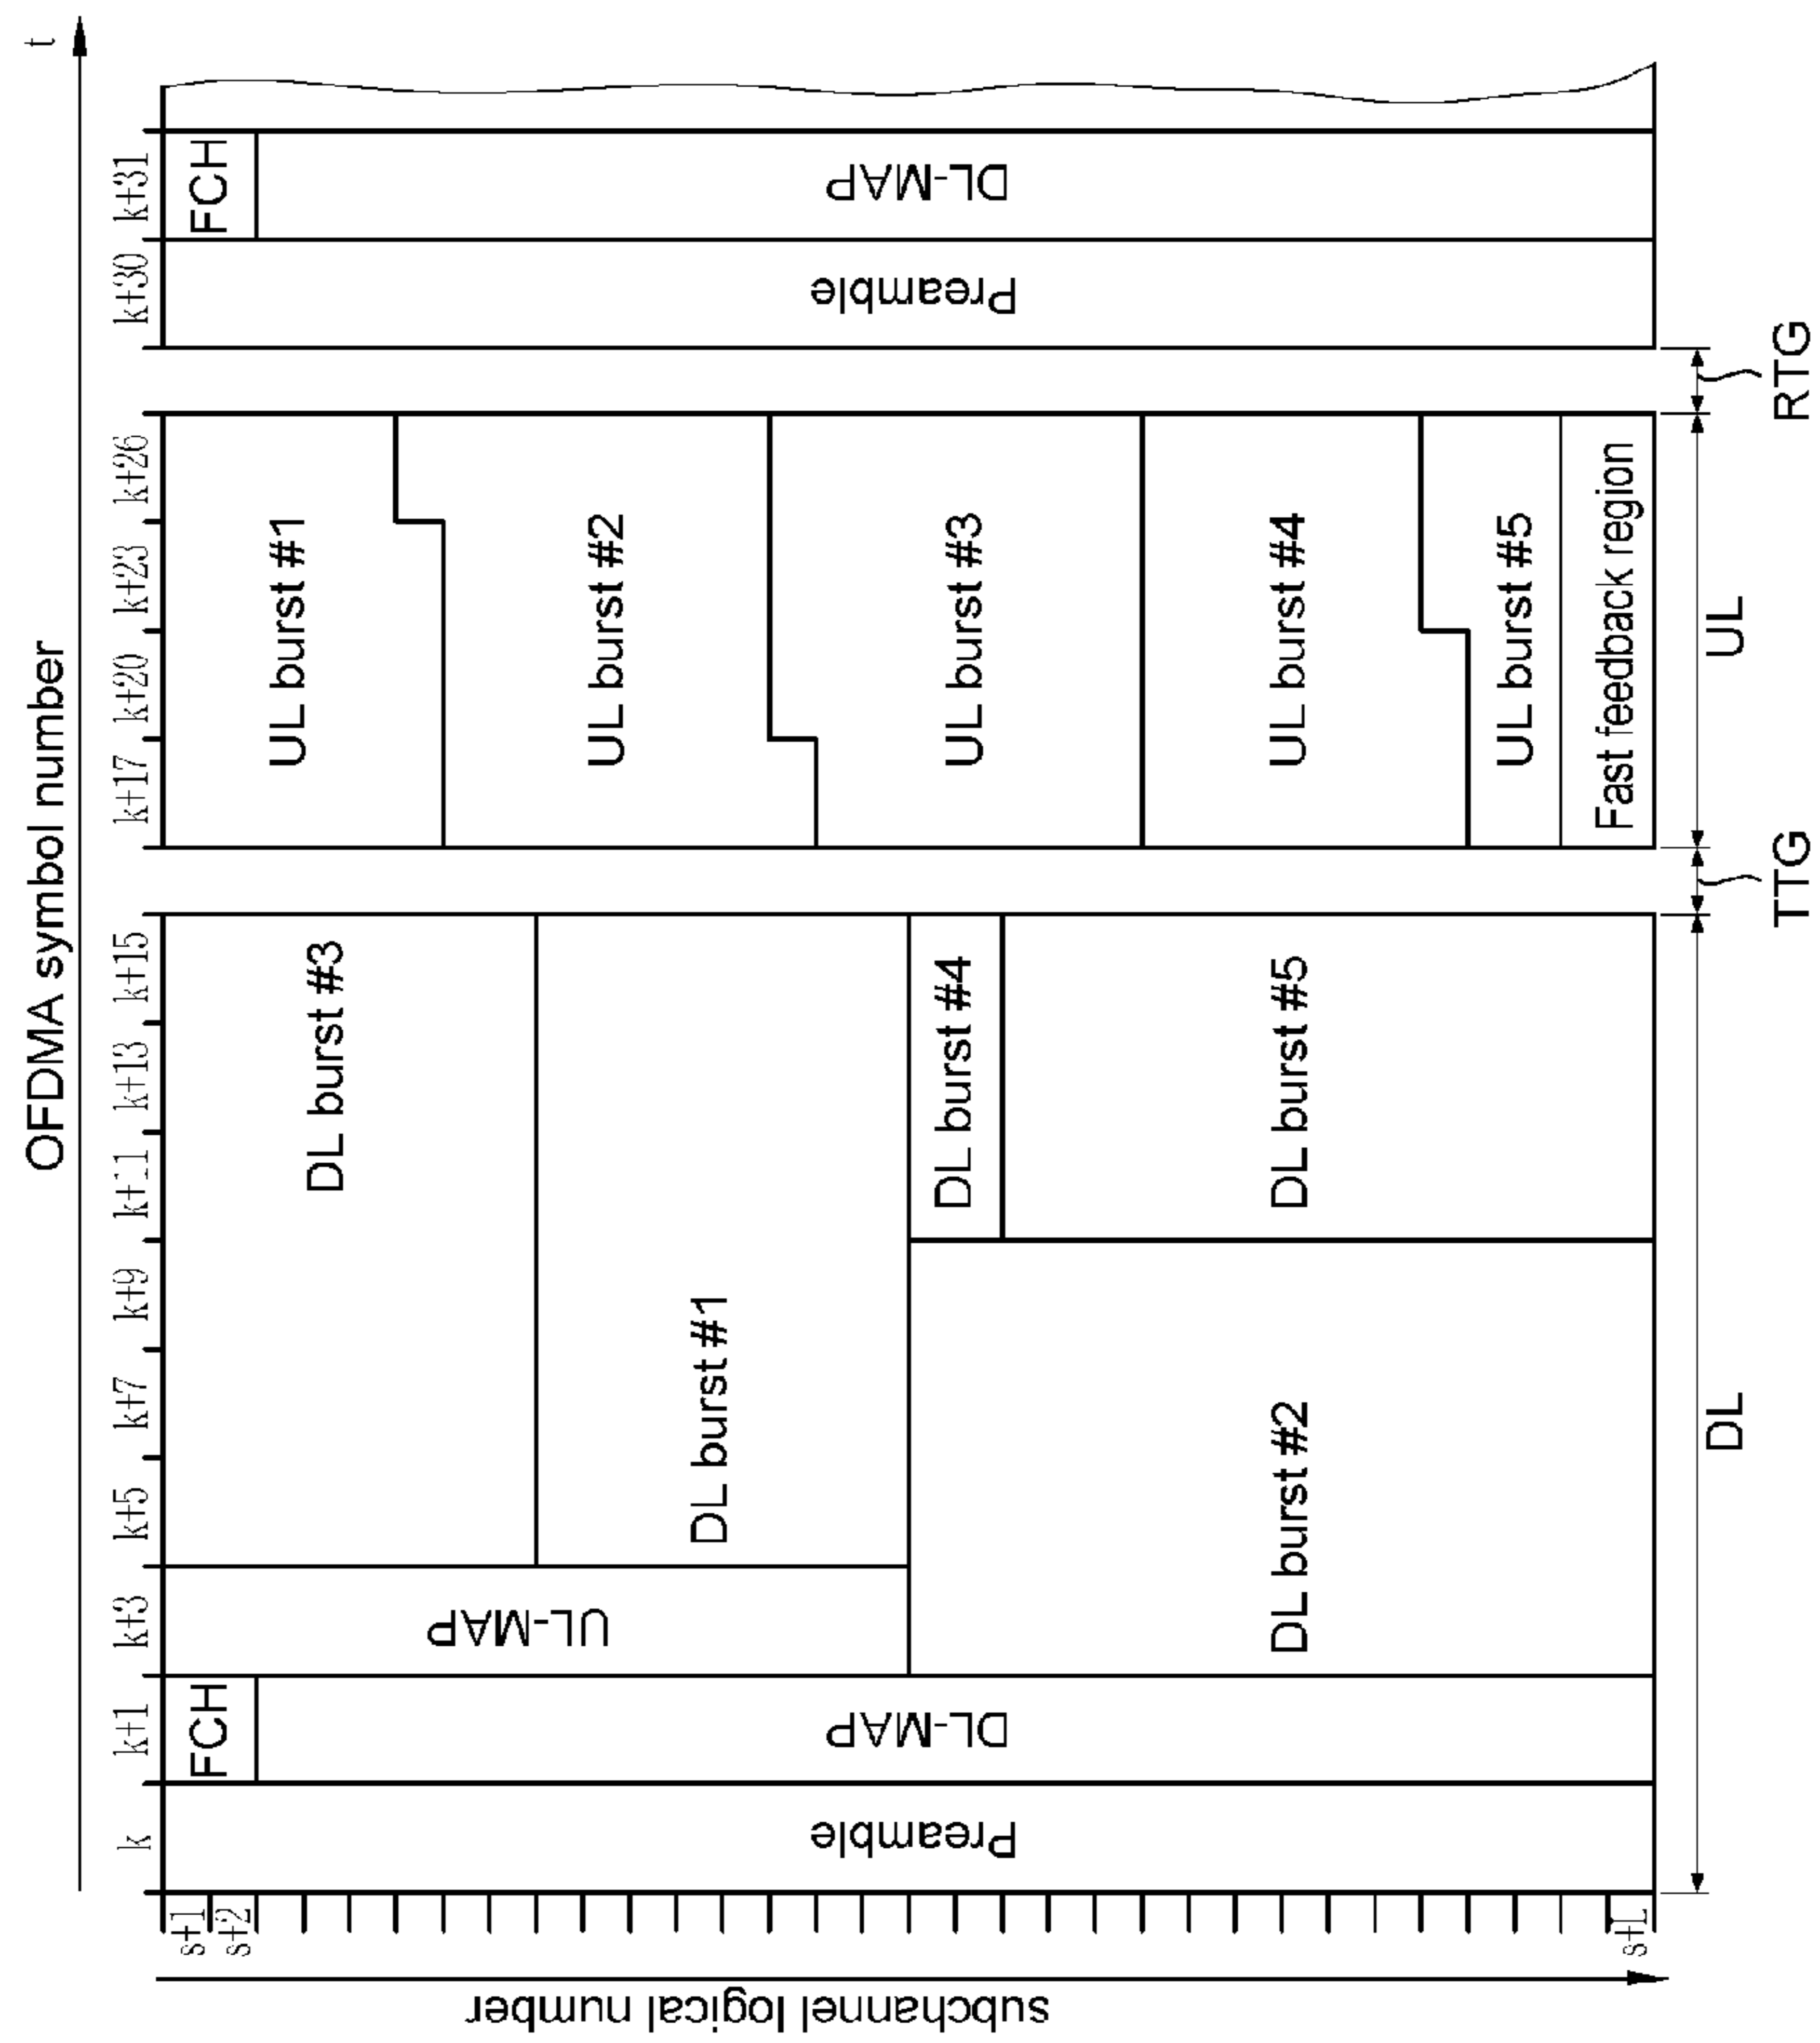 OFDMA symbol number
t
k
k+1
k+3
k+5
k+7
k+9
k+11
k+13
k+15
k+17
k+20
k+23
k+26
k+30
k+31
subchannel logical number
s+1
s+2
s+L
Preamble
FCH
DL-MAP
UL-MAP
DL burst #3
DL burst #1
DL burst #2
DL burst #4
DL burst #5
UL burst #1
UL burst #2
UL burst #3
UL burst #4
UL burst #5
Fast feedback region
Preamble
FCH
DL-MAP
DL
TTG
UL
RTG